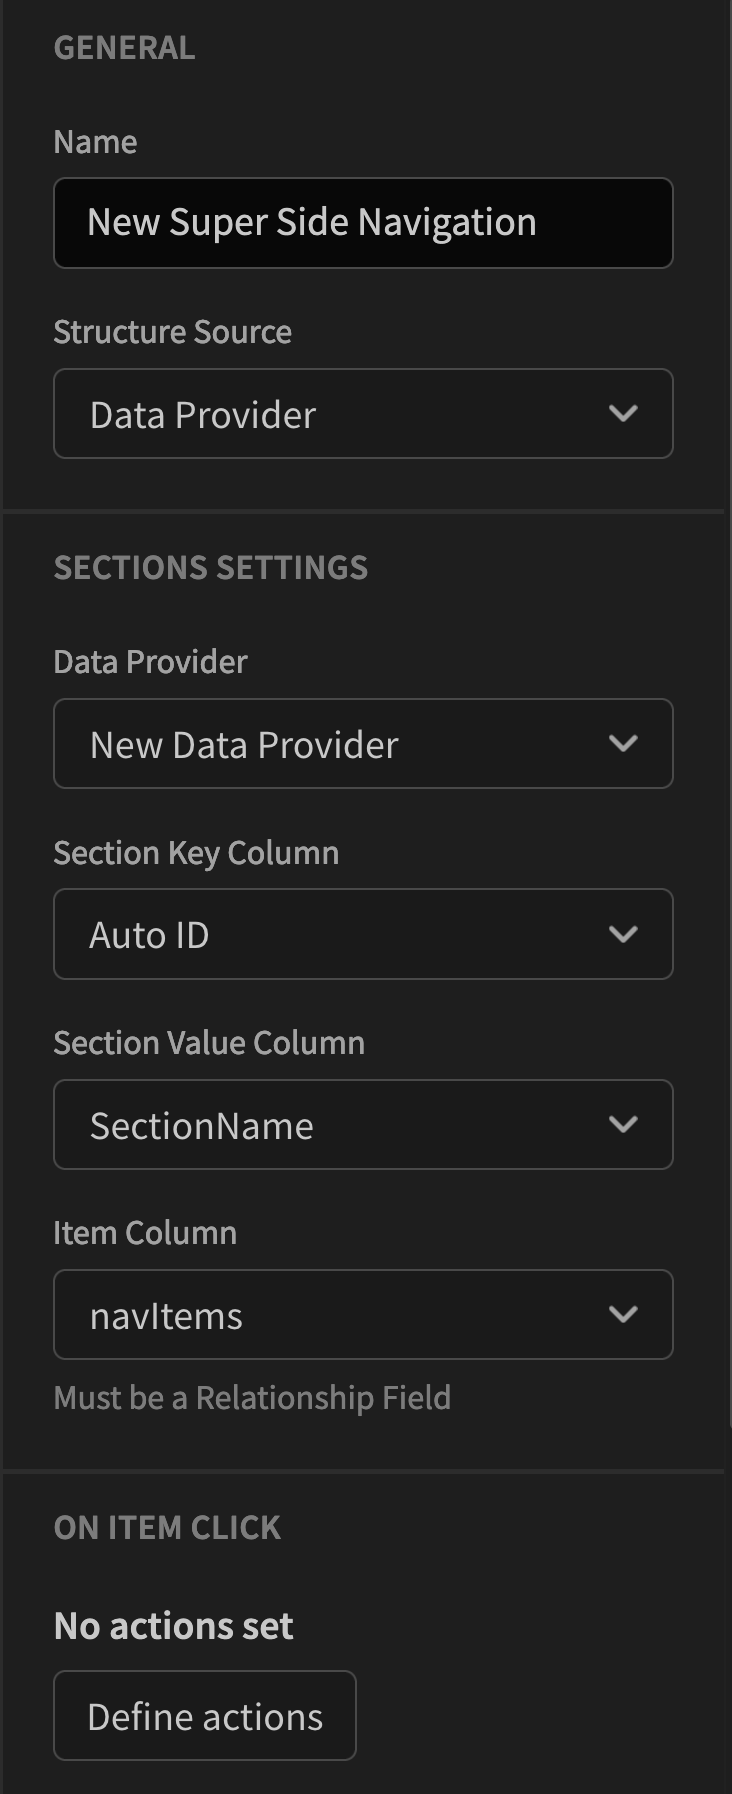 GENERAL
Name
New Super Side Navigation
Structure Source
Data Provider
SECTIONS SETTINGS
Data Provider
New Data Provider
Section Key Column
Auto ID
Section Value Column
SectionName
Item Column
navItems
Must be a Relationship Field
ON ITEM CLICK
No actions set
Define actions